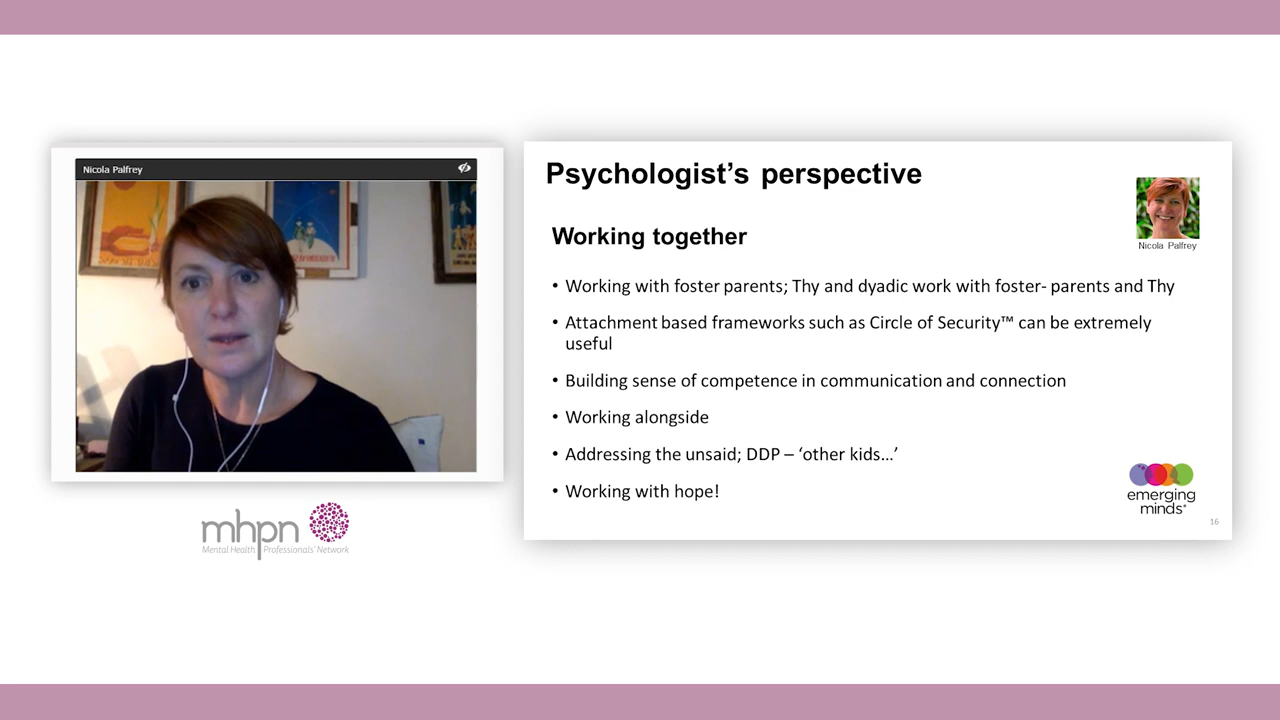 Nicola Palfrey
mhpn
Mental Health Professionals' Network
Psychologist’s perspective
Nicola Palfrey
Working together
• Working with foster parents; Thy and dyadic work with foster- parents and Thy
• Attachment based frameworks such as Circle of Security™ can be extremely
useful
• Building sense of competence in communication and connection
• Working alongside
• Addressing the unsaid; DDP – ‘other kids…’
• Working with hope!
emerging
minds®
16